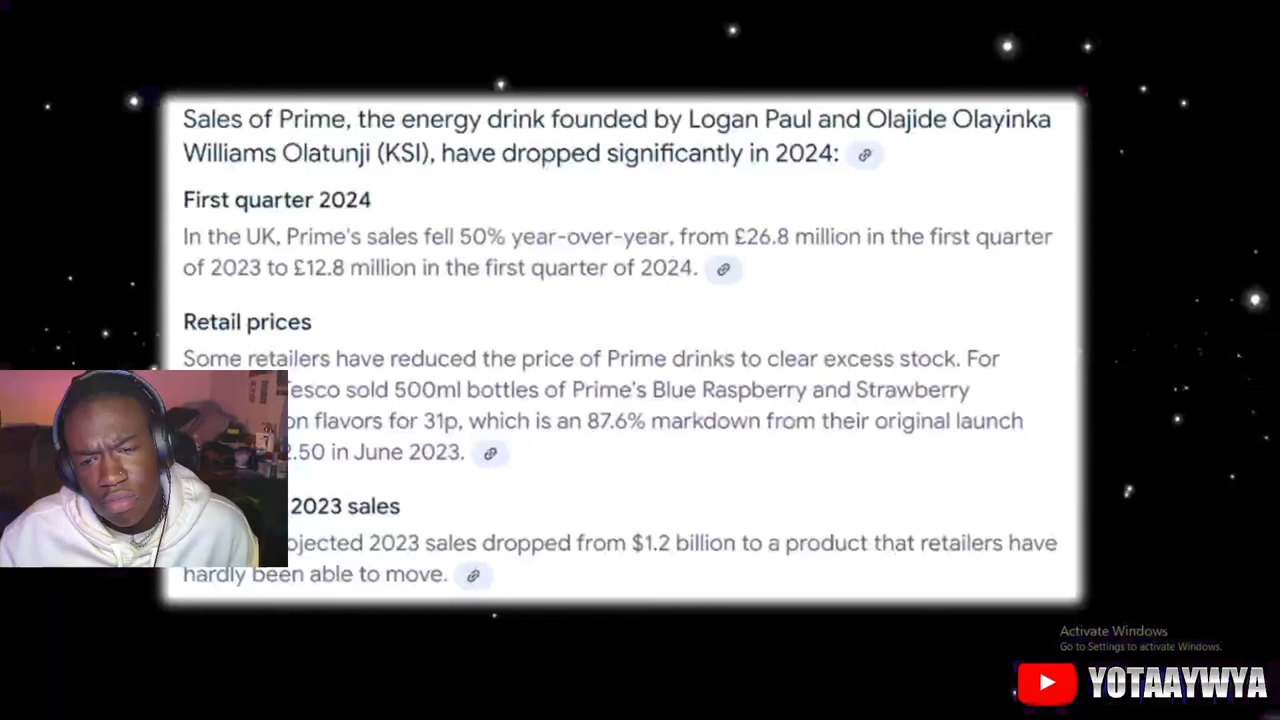 Sales of Prime, the energy drink founded by Logan Paul and Olajide Olayinka
Williams Olatunji (KSI), have dropped significantly in 2024:
First quarter 2024
In the UK, Prime's sales fell 50% year-over-year, from £26.8 million in the first quarter
of 2023 to £12.8 million in the first quarter of 2024.
Retail prices
Some retailers have reduced the price of Prime drinks to clear excess stock. For
esco sold 500ml bottles of Prime's Blue Raspberry and Strawberry
on flavors for 31p, which is an 87.6% markdown from their original launch
2.50 in June 2023.
2023 sales
ojected 2023 sales dropped from $1.2 billion to a product that retailers have
hardly been able to move.
Activate Windows
Go to Settings to activate Windows.
YOTAAYWYA